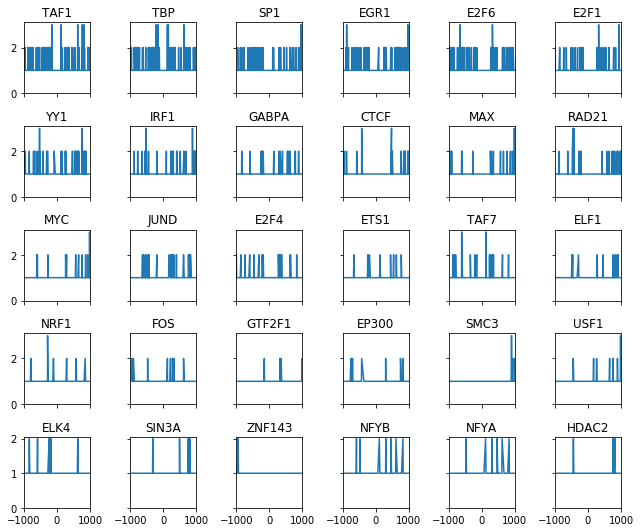 TAF1 TBP SP1 EGR1 E2F6 E2F1
2
0
YY1 IRF1 GABPA CTCF MAX RAD21
2
0
MYC JUND E2F4 ETS1 TAF7 ELF1
2
0
NRF1 FOS GTF2F1 EP300 SMC3 USF1
2
0
ELK4 SIN3A ZNF143 NFYB NFYA HDAC2
2
1
0
−1000 0 1000 −1000 0 1000 −1000 0 1000 −1000 0 1000 −1000 0 1000 −1000 0 1000